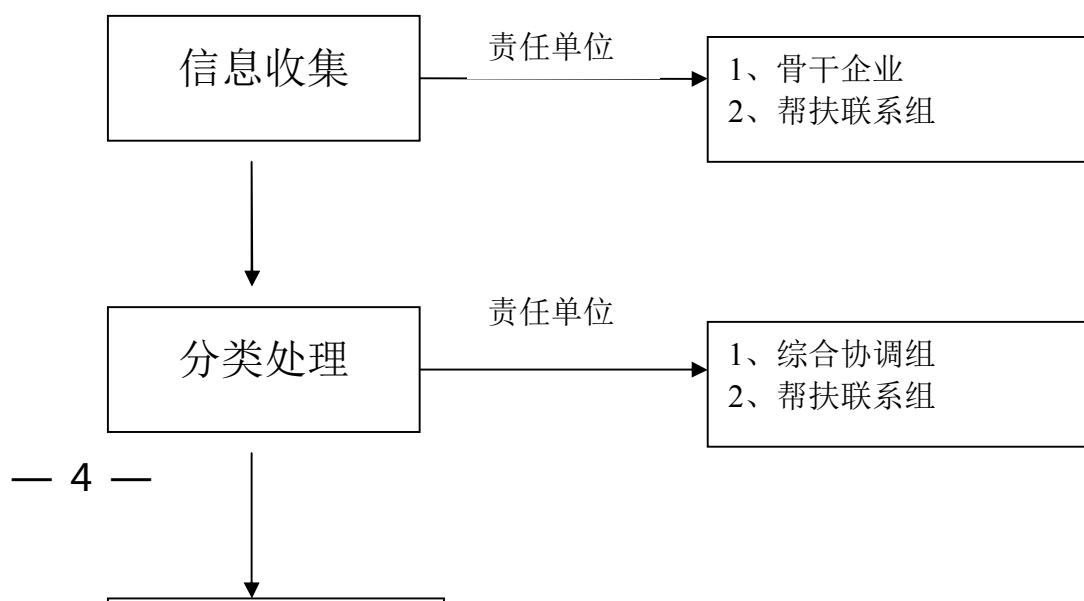 信息收集
责任单位
1、骨干企业
2、帮扶联系组
分类处理
责任单位
1、综合协调组
2、帮扶联系组
— 4 —